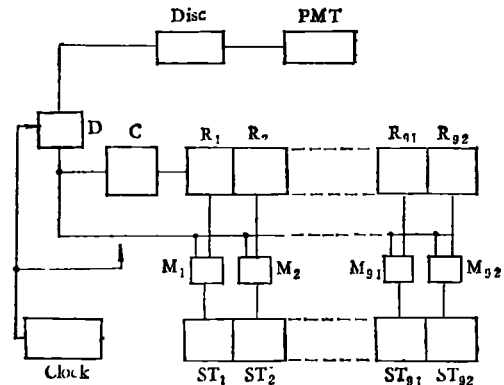 Disc PMT
D C R1 R2 R91 R92
M1 M2 M91 M92
Clock ST1 ST2 ST91 ST92